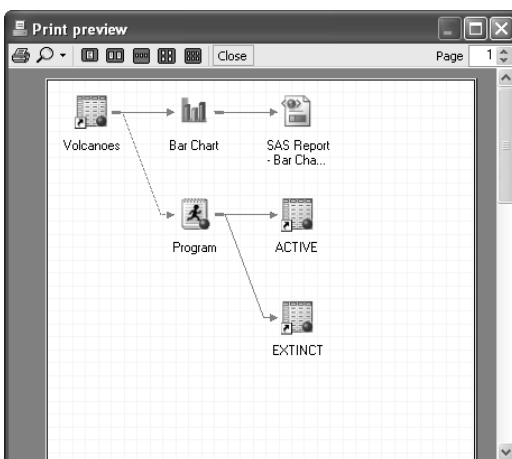 Print preview
Close
Page 1
Volcanoes
Bar Chart
SAS Report
- Bar Cha...
Program
ACTIVE
EXTINCT